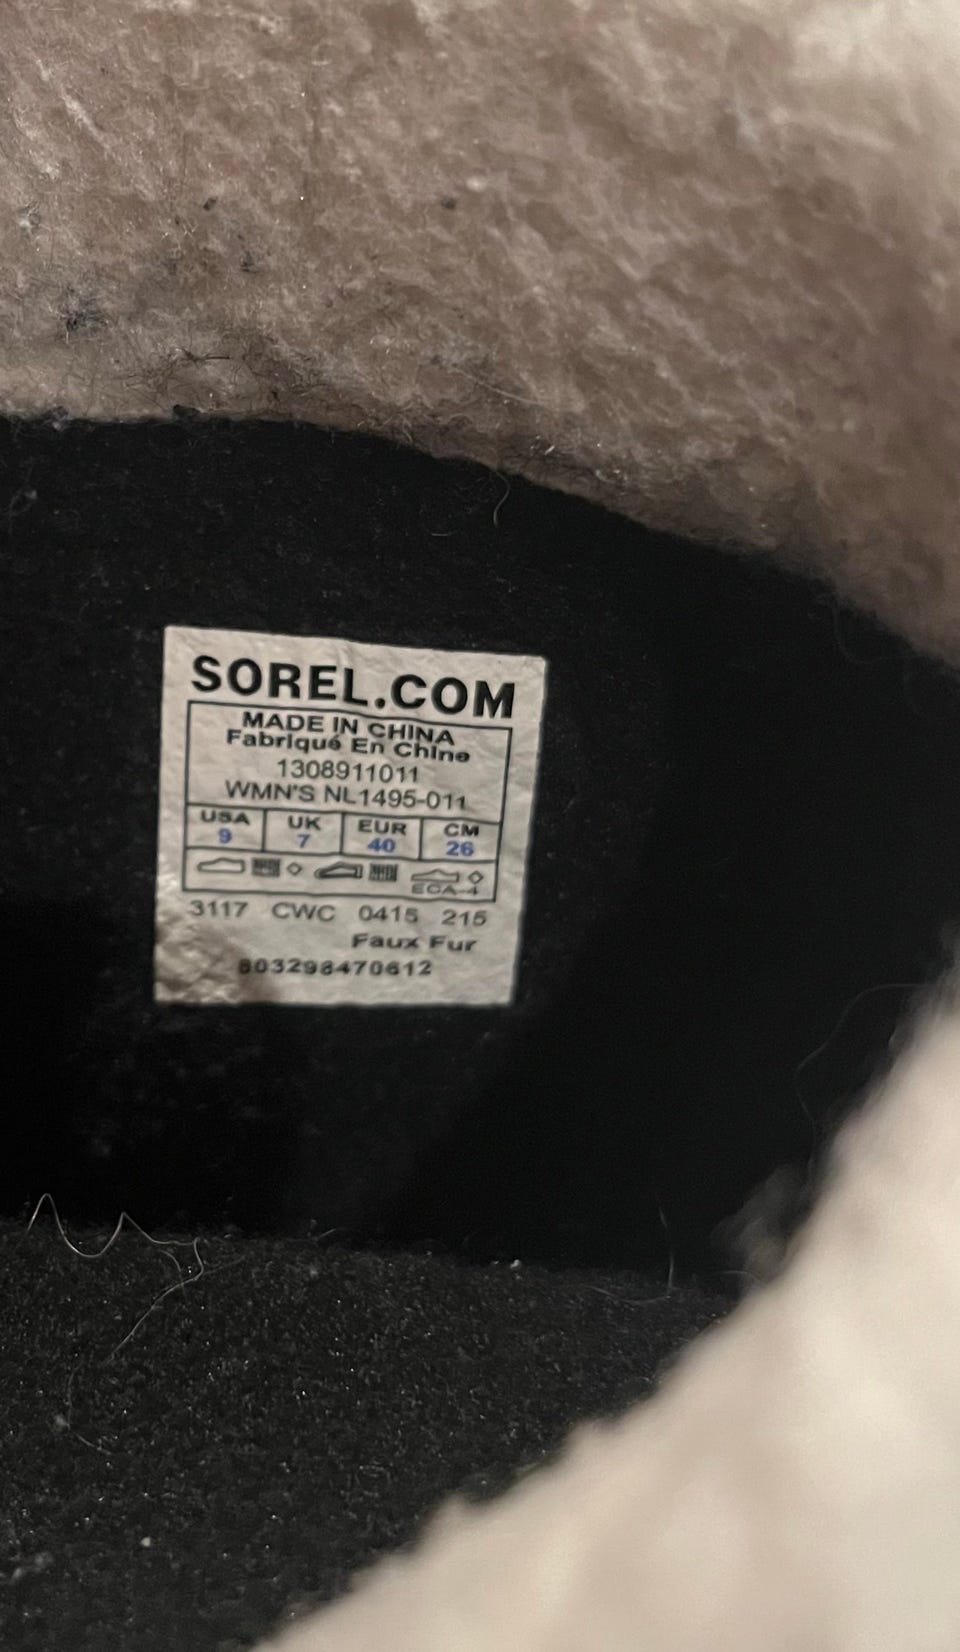 SOREL.COM
MADE IN CHINA
Fabriqué En Chine
1308911011
WMN'S NL1495-011
USA UK EUR CM
9 7 40 26
ECA-4
3117 CWC 0415 215
Faux Fur
803298470612